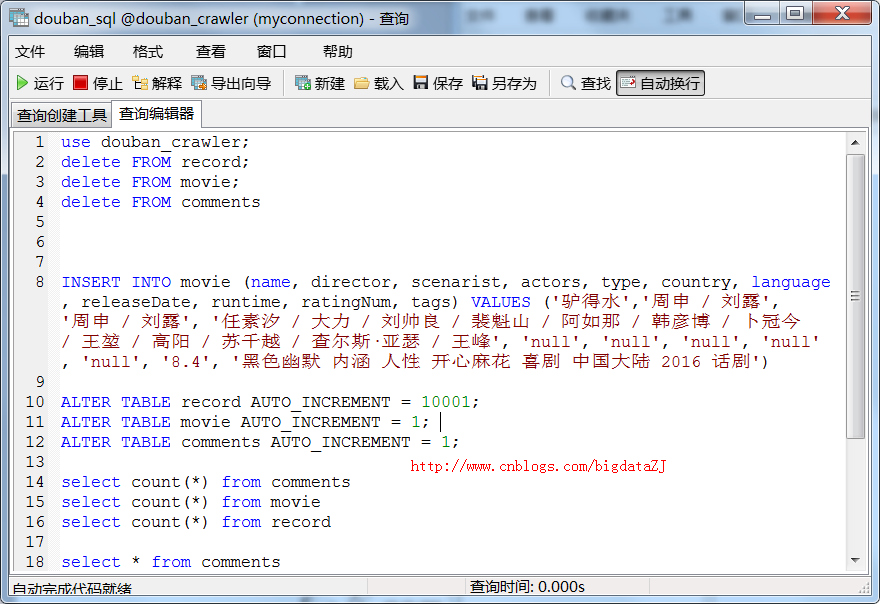 douban_sql @douban_crawler (myconnection) - 查询
文件 编辑 格式 查看 窗口 帮助
运行 停止 解释 导出向导 新建 载入 保存 另存为 查找 自动换行
查询创建工具 查询编辑器
1 use douban_crawler;
2 delete FROM record;
3 delete FROM movie;
4 delete FROM comments
5
6
7
8 INSERT INTO movie (name, director, scenarist, actors, type, country, language
, releaseDate, runtime, ratingNum, tags) VALUES ('驴得水','周申 / 刘露',
'周申 / 刘露', '任素汐 / 大力 / 刘帅良 / 裴魁山 / 阿如那 / 韩彦博 / 卜冠今
/ 王堃 / 高阳 / 苏千越 / 查尔斯·亚瑟 / 王峰', 'null', 'null', 'null', 'null'
, 'null', '8.4', '黑色幽默 内涵 人性 开心麻花 喜剧 中国大陆 2016 话剧')
9
10 ALTER TABLE record AUTO_INCREMENT = 10001;
11 ALTER TABLE movie AUTO_INCREMENT = 1;
12 ALTER TABLE comments AUTO_INCREMENT = 1;
13
http://www.cnblogs.com/bigdataZJ
14 select count(*) from comments
15 select count(*) from movie
16 select count(*) from record
17
18 select * from comments
自动完成代码就绪 查询时间: 0.000s